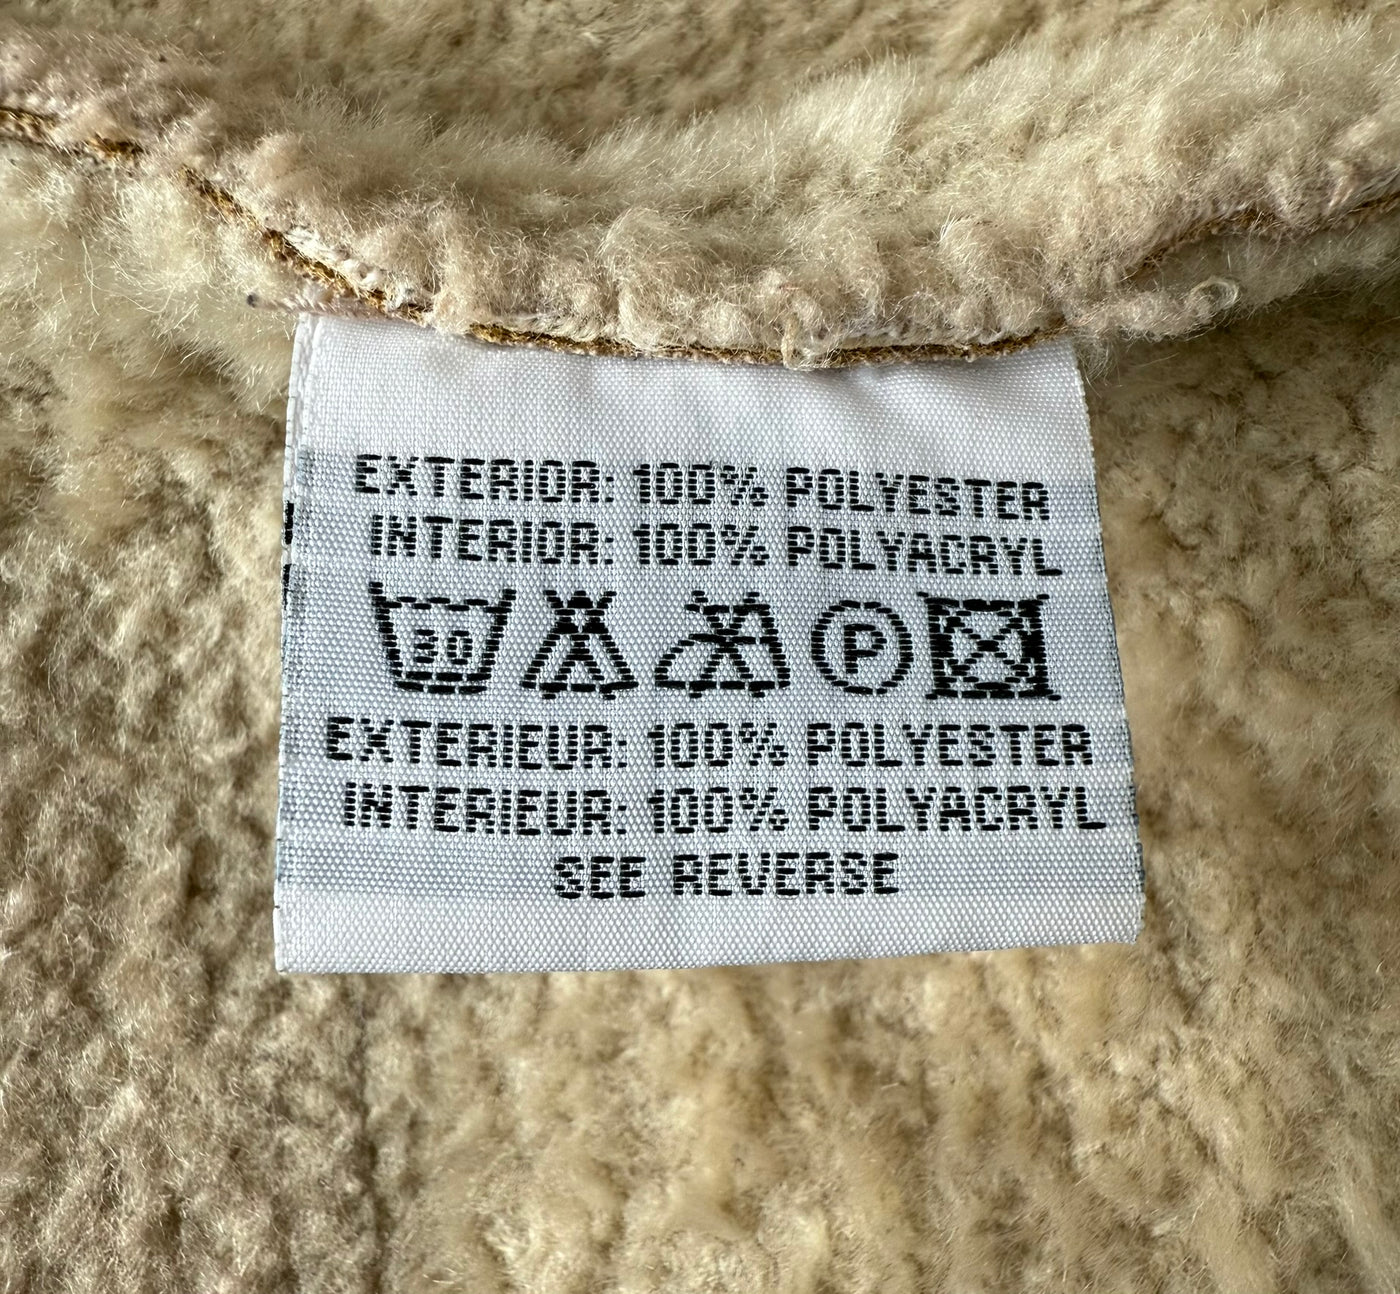 EXTERIOR: 100% POLYESTER
INTERIOR: 100% POLYACRYL
30 P
EXTERIEUR: 100% POLYESTER
INTERIEUR: 100% POLYACRYL
SEE REVERSE